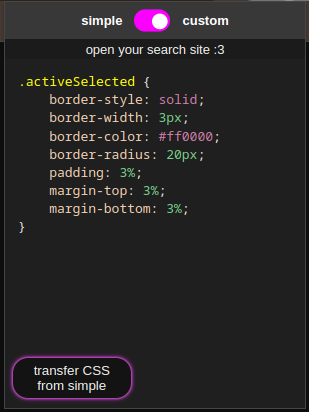 simple custom
open your search site :3
.activeSelected {
    border-style: solid;
    border-width: 3px;
    border-color: #ff0000;
    border-radius: 20px;
    padding: 3%;
    margin-top: 3%;
    margin-bottom: 3%;
}
transfer CSS
from simple